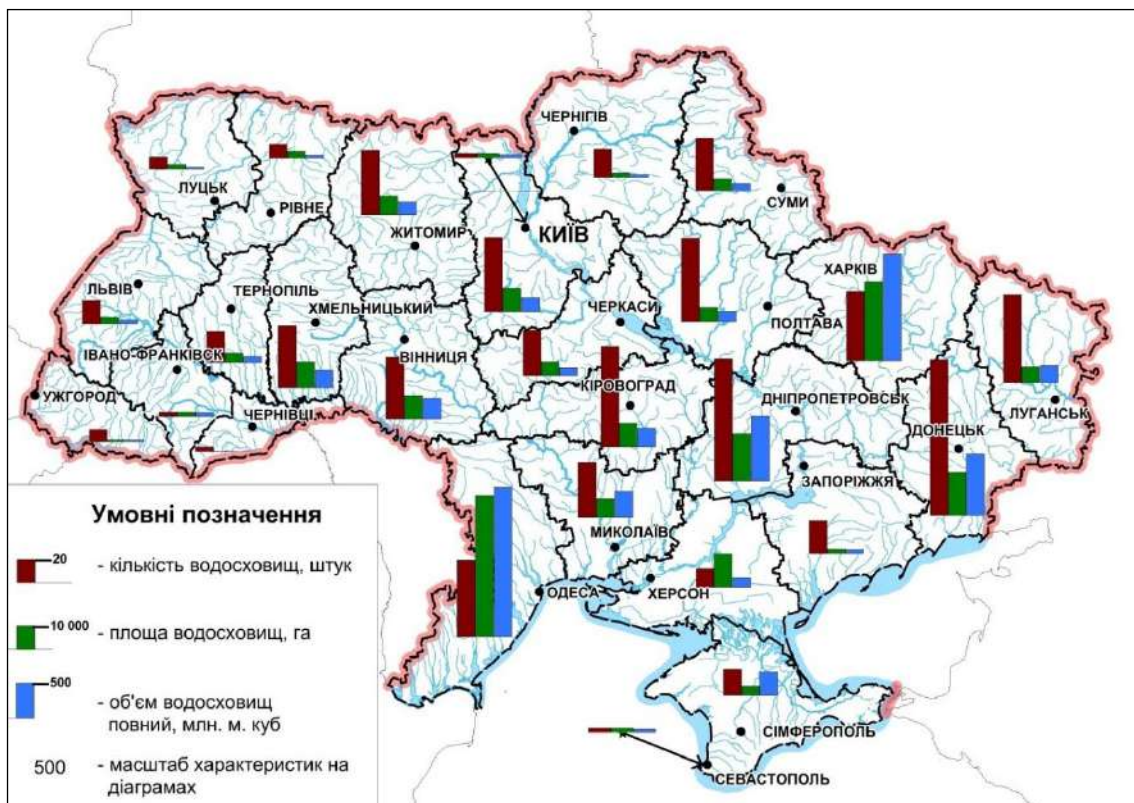 ЧЕРНІГІВ
ЛУЦЬК
РІВНЕ
СУМИ
ЖИТОМИР
КИЇВ
ЛЬВІВ
ТЕРНОПІЛЬ
ХМЕЛЬНИЦЬКИЙ
ЧЕРКАСИ
ХАРКІВ
ПОЛТАВА
ІВАНО-ФРАНКІВСК
ВІННИЦЯ
КІРОВОГРАД
ДНІПРОПЕТРОВСЬК
ЛУГАНСЬК
УЖГОРОД
ЧЕРНІВЦІ
ДОНЕЦЬК
ЗАПОРІЖЖЯ
МИКОЛАЇВ
ОДЕСА
ХЕРСОН
СІМФЕРОПОЛЬ
СЕВАСТОПОЛЬ
Умовні позначення
20
- кількість водосховищ, штук
10 000
- площа водосховищ, га
500
- об'єм водосховищ
повний, млн. м. куб
500
- масштаб характеристик на
діаграмах